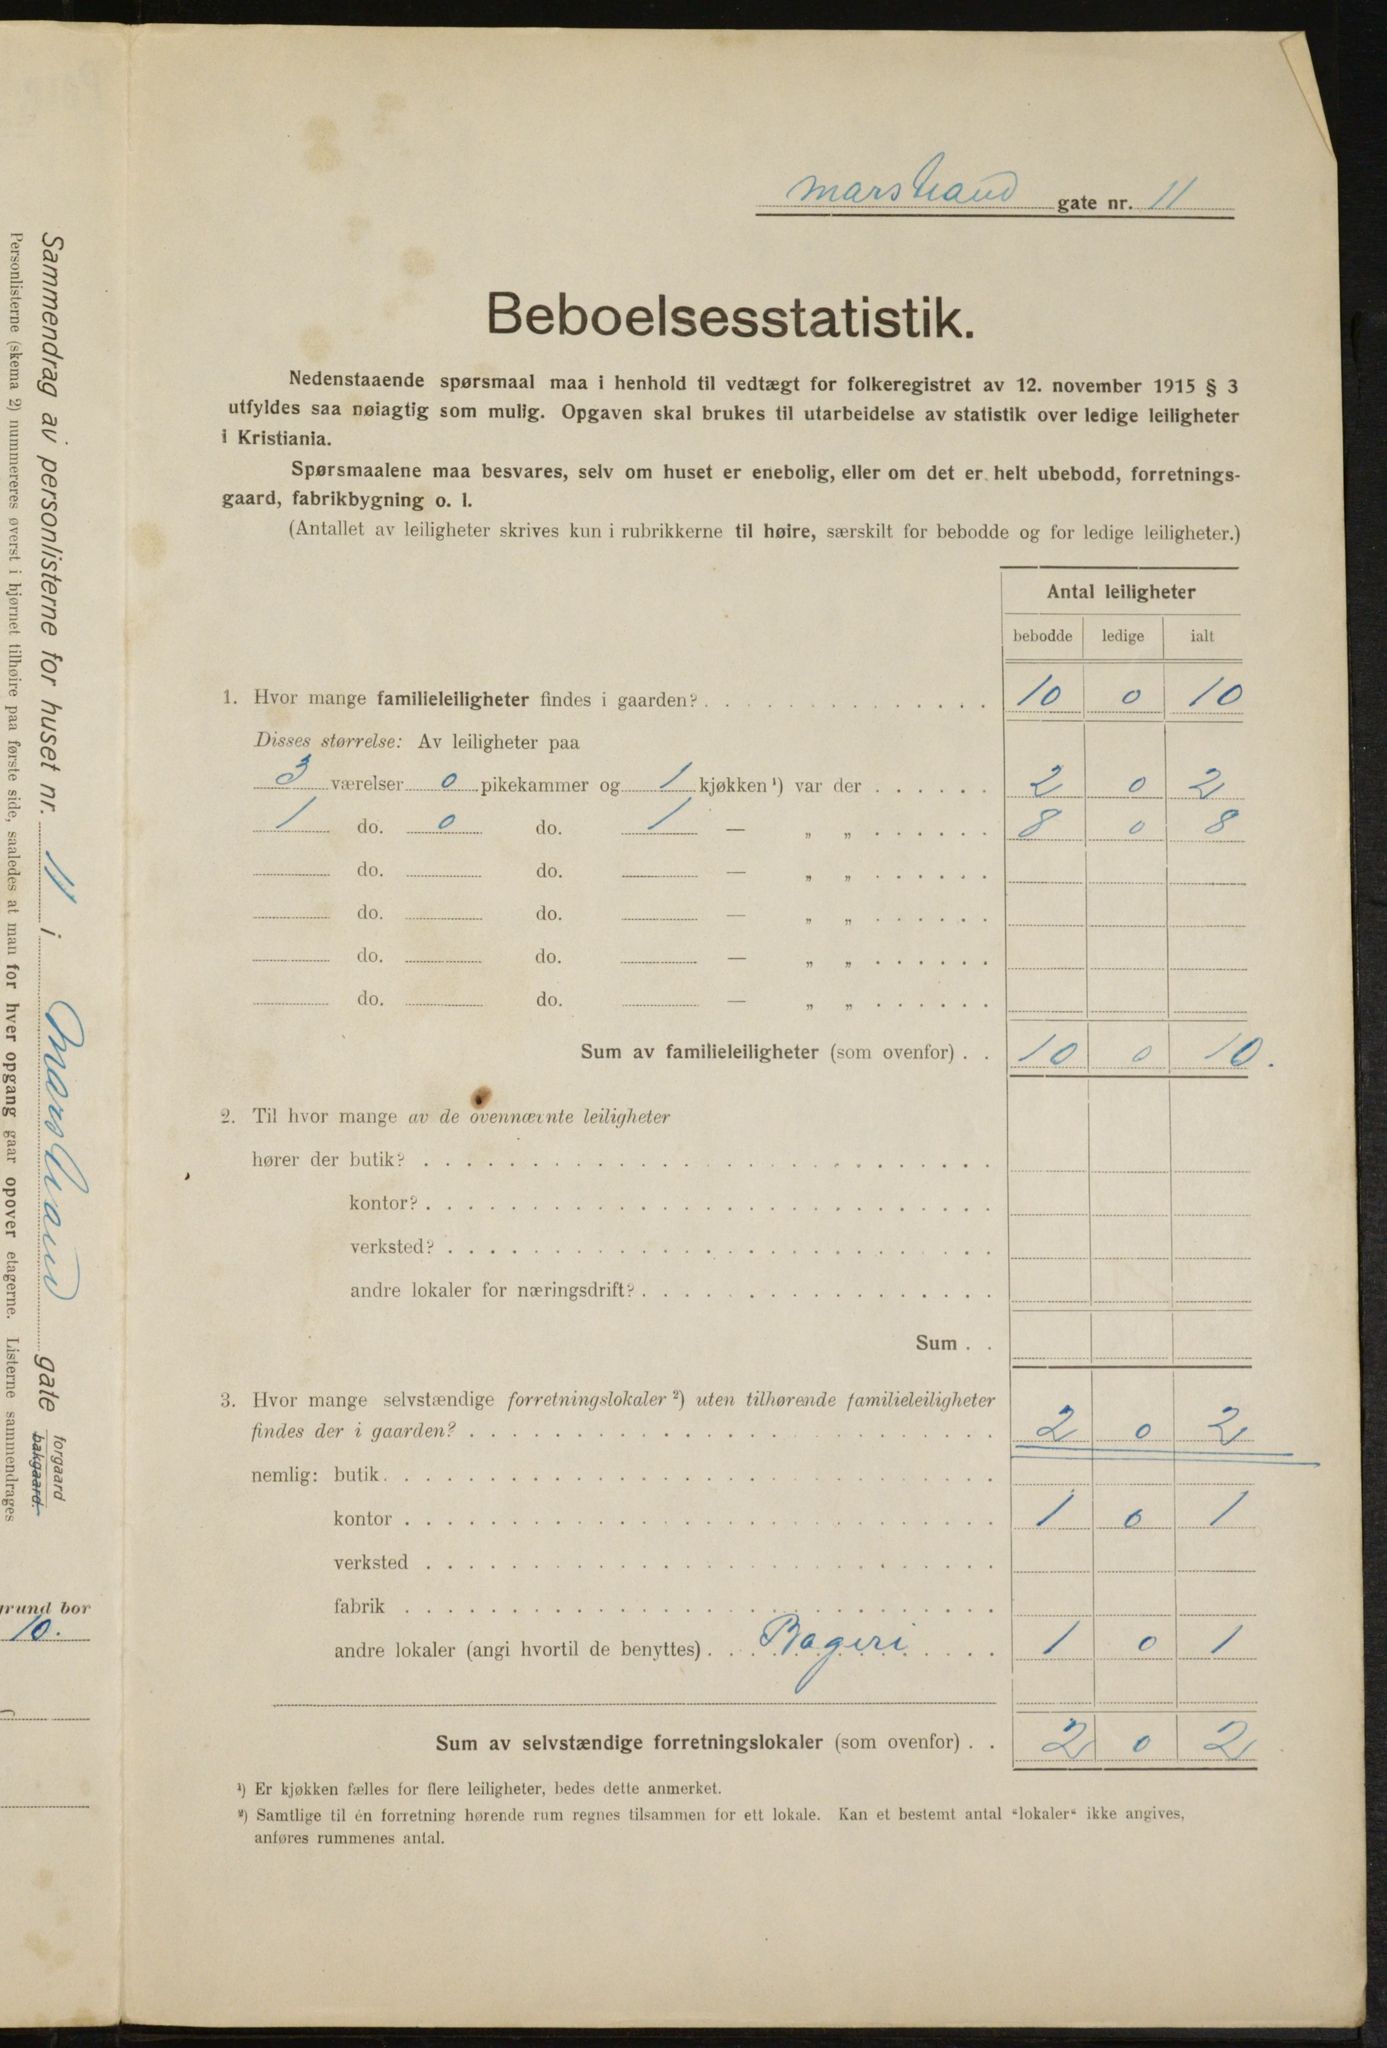 Marstrand gate nr. 11
Beboelsesstatistik.
Nedenstaaende spørsmaal maa i henhold til vedtægt for folkeregistret av 12. november 1915 § 3
utfyldes saa nøiagtig som mulig. Opgaven skal brukes til utarbeidelse av statistik over ledige leiligheter
i Kristiania.
Spørsmaalene maa besvares, selv om huset er enebolig, eller om det er helt ubebodd, forretnings-
gaard, fabrikbygning o. l.
(Antallet av leiligheter skrives kun i rubrikkerne til høire, særskilt for bebodde og for ledige leiligheter.)
Antal leiligheter
bebodde ledige ialt
1. Hvor mange familieleiligheter findes i gaarden? 10 0 10
Disses størrelse: Av leiligheter paa
3 værelser 0 pikekammer og 1 kjøkken ¹) var der 2 0 2
1 do. 0 do. 1 — „ „ 8 0 8
do. do. — „ „
do. do. — „ „
do. do. — „ „
do. do. — „ „
Sum av familieleiligheter (som ovenfor) . . 10 0 10.
2. Til hvor mange av de ovennævnte leiligheter
hører der butik?
kontor?
verksted?
andre lokaler for næringsdrift?
Sum . .
3. Hvor mange selvstændige forretningslokaler ²) uten tilhørende familieleiligheter
findes der i gaarden? 2 0 2
nemlig: butik
kontor 1 0 1
verksted
fabrik
andre lokaler (angi hvortil de benyttes) Bageri 1 0 1
Sum av selvstændige forretningslokaler (som ovenfor) . . 2 0 2
¹) Er kjøkken fælles for flere leiligheter, bedes dette anmerket.
²) Samtlige til én forretning hørende rum regnes tilsammen for ett lokale. Kan et bestemt antal “lokaler“ ikke angives,
anføres rummenes antal.
Sammendrag av personlisterne for huset nr. 11 i Marstrand gate forgaard bakgaard.
Personlisterne (skema 2) nummereres øverst i hjørnet tilhøire paa første side, saaledes at man for hver opgang gaar opover etagerne. Listerne sammendrages
grund bor
10.